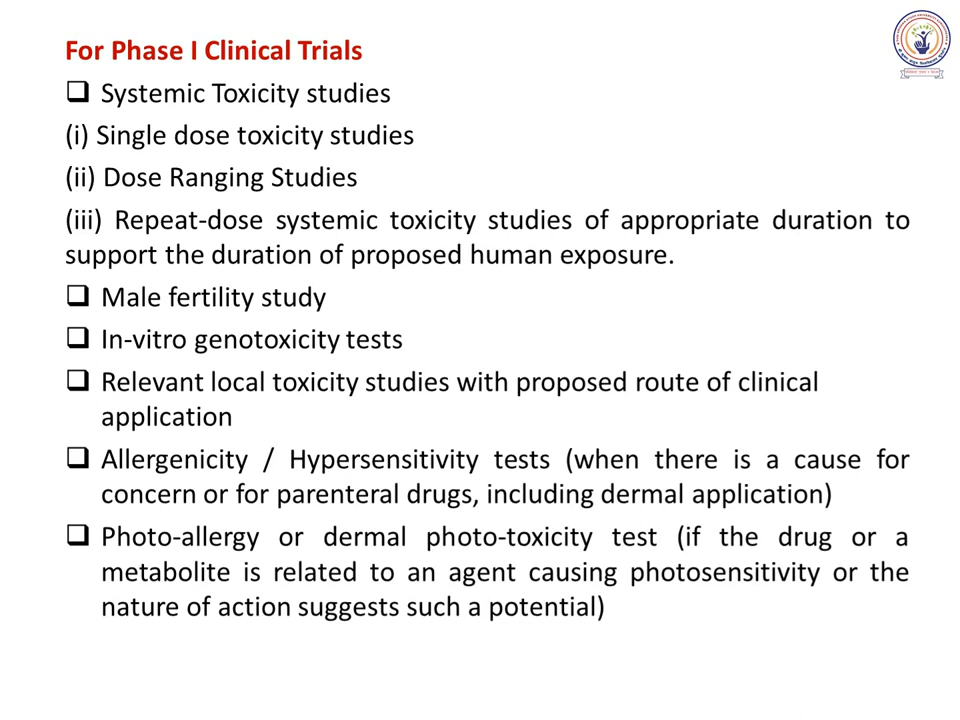 For Phase I Clinical Trials
❑ Systemic Toxicity studies
(i) Single dose toxicity studies
(ii) Dose Ranging Studies
(iii) Repeat-dose systemic toxicity studies of appropriate duration to
support the duration of proposed human exposure.
❑ Male fertility study
❑ In-vitro genotoxicity tests
❑ Relevant local toxicity studies with proposed route of clinical
application
❑ Allergenicity / Hypersensitivity tests (when there is a cause for
concern or for parenteral drugs, including dermal application)
❑ Photo-allergy or dermal photo-toxicity test (if the drug or a
metabolite is related to an agent causing photosensitivity or the
nature of action suggests such a potential)